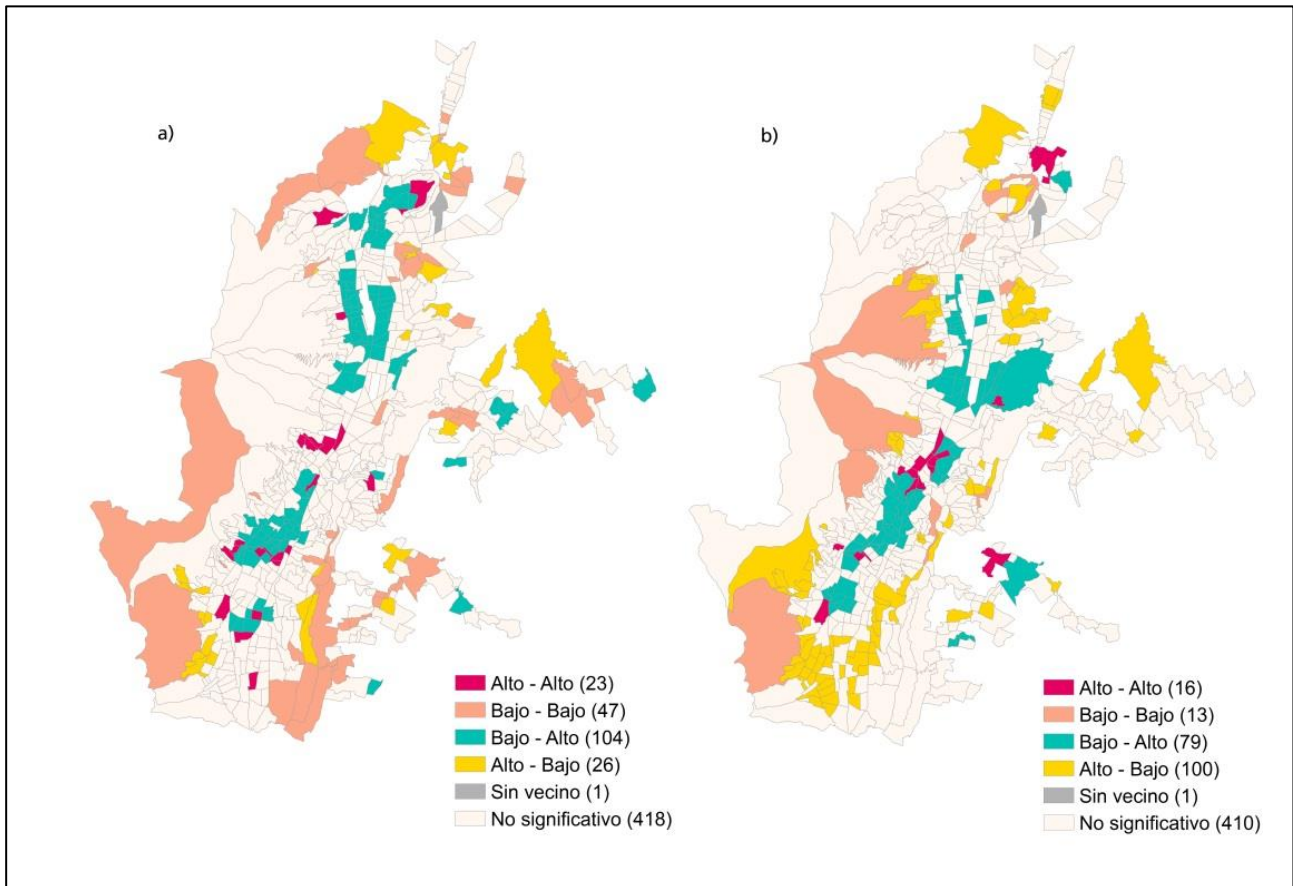 a)
Alto - Alto (23)
Bajo - Bajo (47)
Bajo - Alto (104)
Alto - Bajo (26)
Sin vecino (1)
No significativo (418)
b)
Alto - Alto (16)
Bajo - Bajo (13)
Bajo - Alto (79)
Alto - Bajo (100)
Sin vecino (1)
No significativo (410)